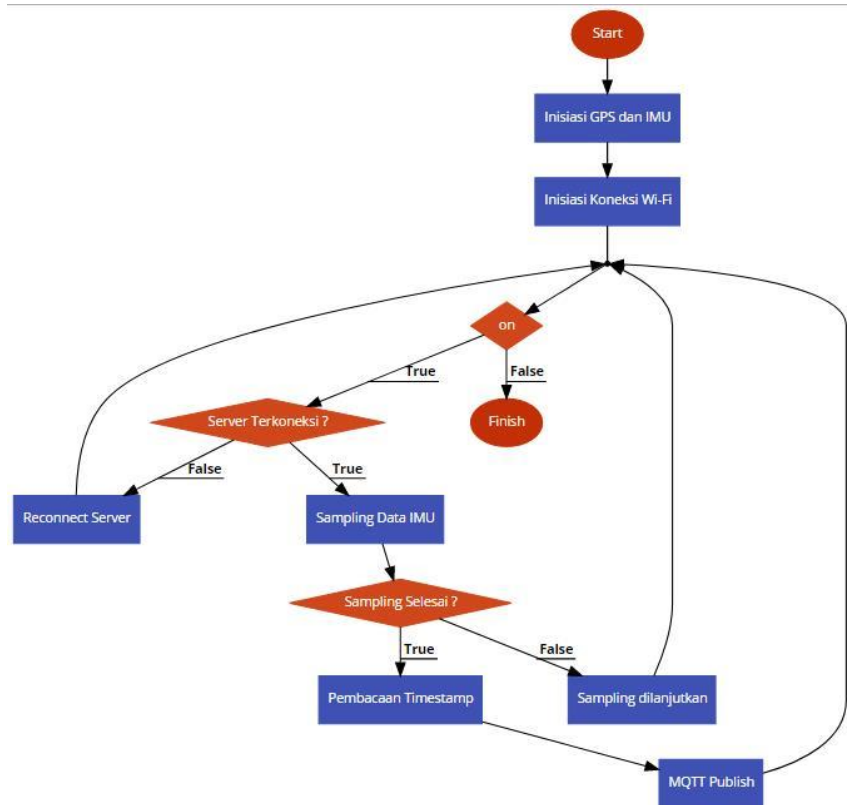 Start
Inisiasi GPS dan IMU
Inisiasi Koneksi Wi-Fi
on
True
False
Server Terkoneksi ?
Finish
False
True
Reconnect Server
Sampling Data IMU
Sampling Selesai ?
True
False
Pembacaan Timestamp
Sampling dilanjutkan
MQTT Publish